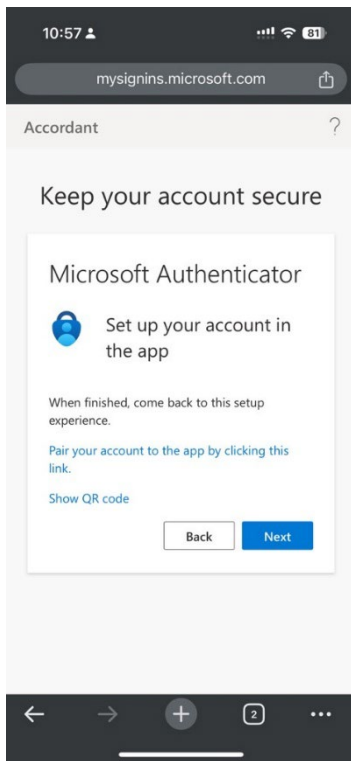 10:57
81
mysignins.microsoft.com
Accordant
?
Keep your account secure
Microsoft Authenticator
Set up your account in
the app
When finished, come back to this setup
experience.
Pair your account to the app by clicking this
link.
Show QR code
Back
Next
2